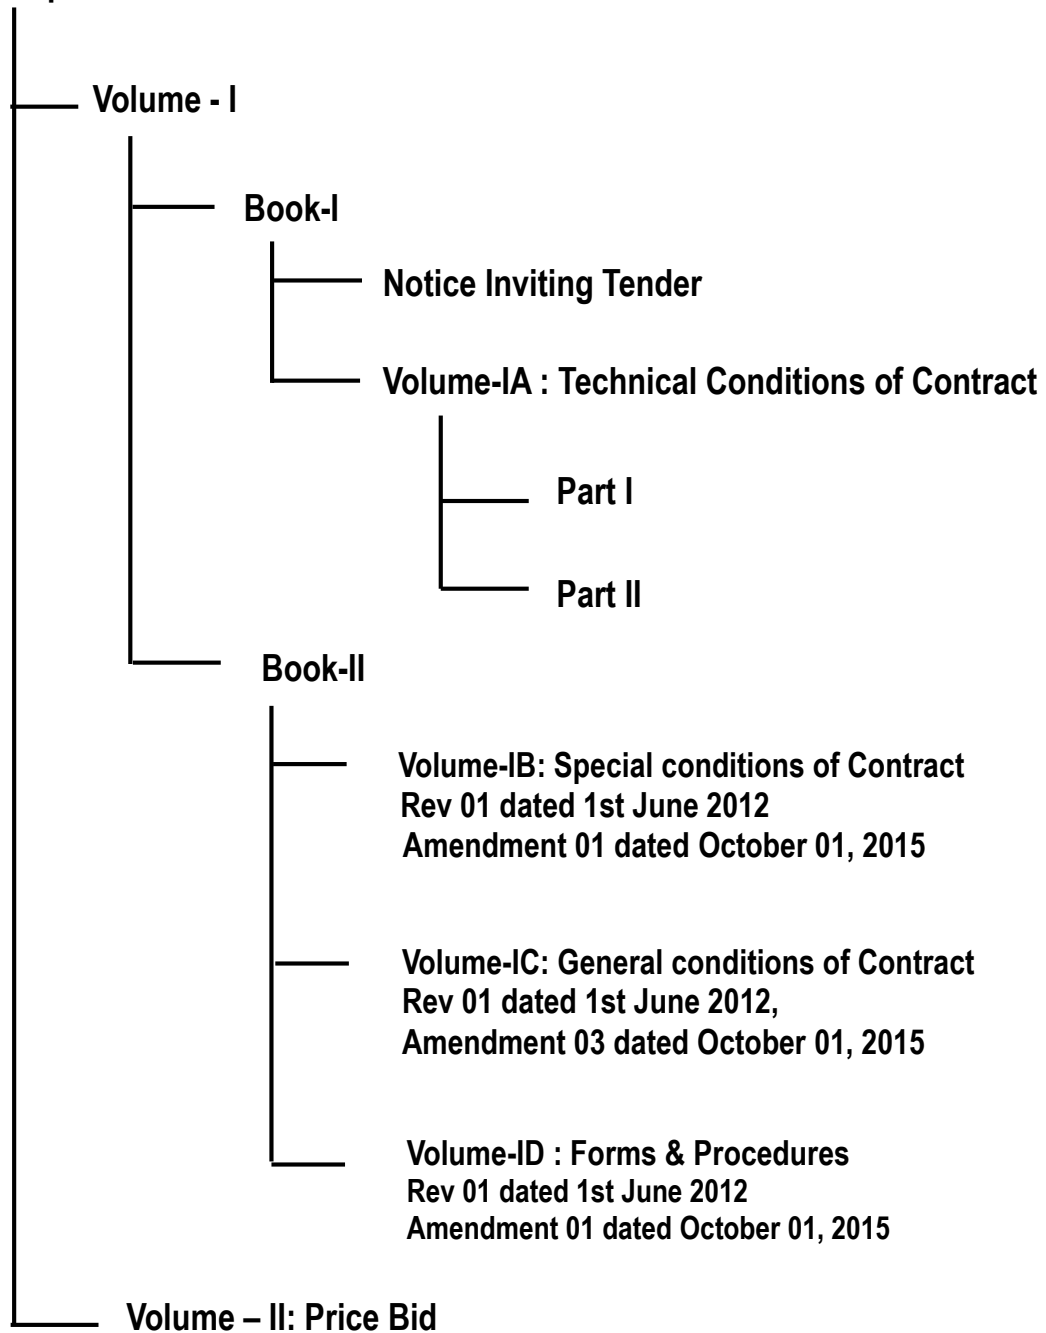 Volume - I
Book-I
Notice Inviting Tender
Volume-IA : Technical Conditions of Contract
Part I
Part II
Book-II
Volume-IB: Special conditions of Contract
Rev 01 dated 1st June 2012
Amendment 01 dated October 01, 2015
Volume-IC: General conditions of Contract
Rev 01 dated 1st June 2012,
Amendment 03 dated October 01, 2015
Volume-ID : Forms & Procedures
Rev 01 dated 1st June 2012
Amendment 01 dated October 01, 2015
Volume – II: Price Bid